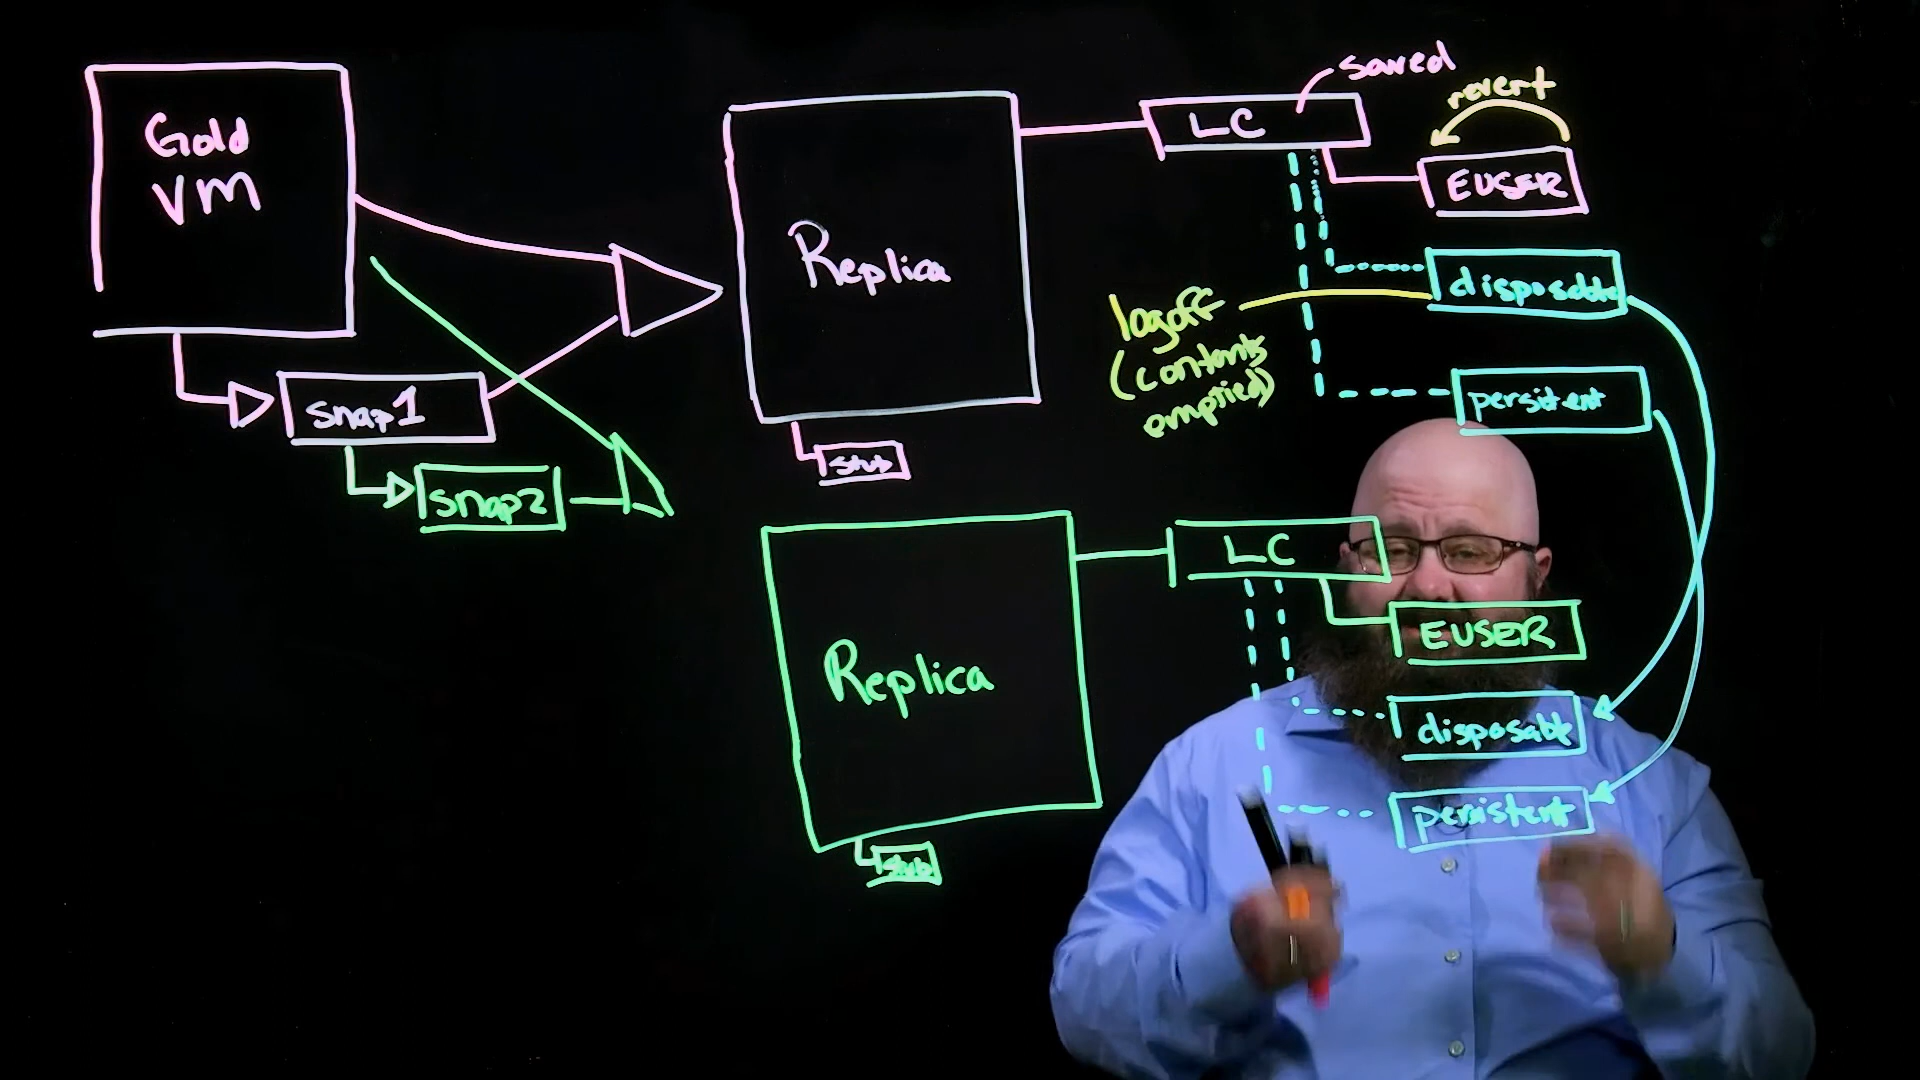 Gold
VM
snap1
snap2
Replica
stub
LC
saved
revert
EUSER
disposable
logoff
(contents
emptied)
persistent
Replica
stub
LC
EUSER
disposable
persistent